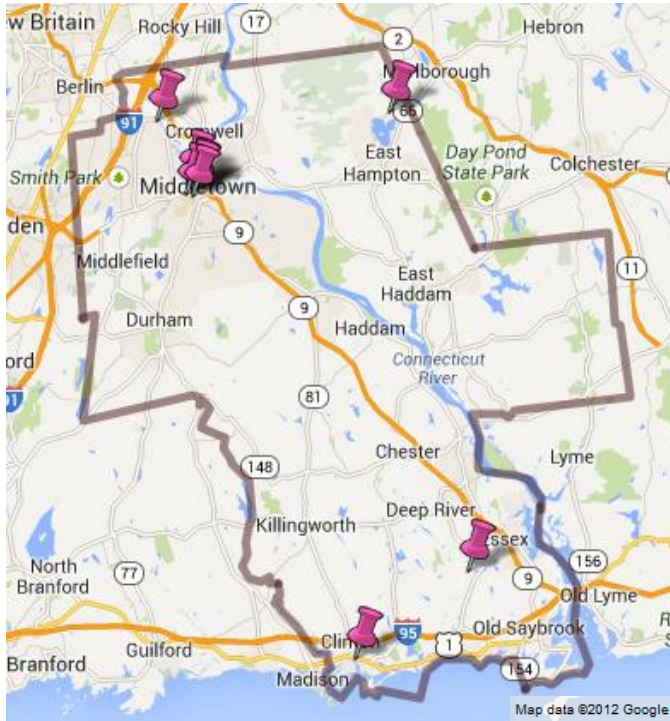 w Britain
Rocky Hill
17
2
Hebron
Berlin
Marlborough
91
66
Cromwell
East
Hampton
Day Pond
State Park
Colchester
Smith Park
Middletown
den
9
11
Middlefield
East
Haddam
9
Durham
Haddam
Connecticut
River
ord
91
81
Chester
148
Lyme
Deep River
Killingworth
Essex
North
Branford
77
156
9
Old Lyme
Clinton
95
1
Old Saybrook
Guilford
Branford
Madison
154
Map data ©2012 Google